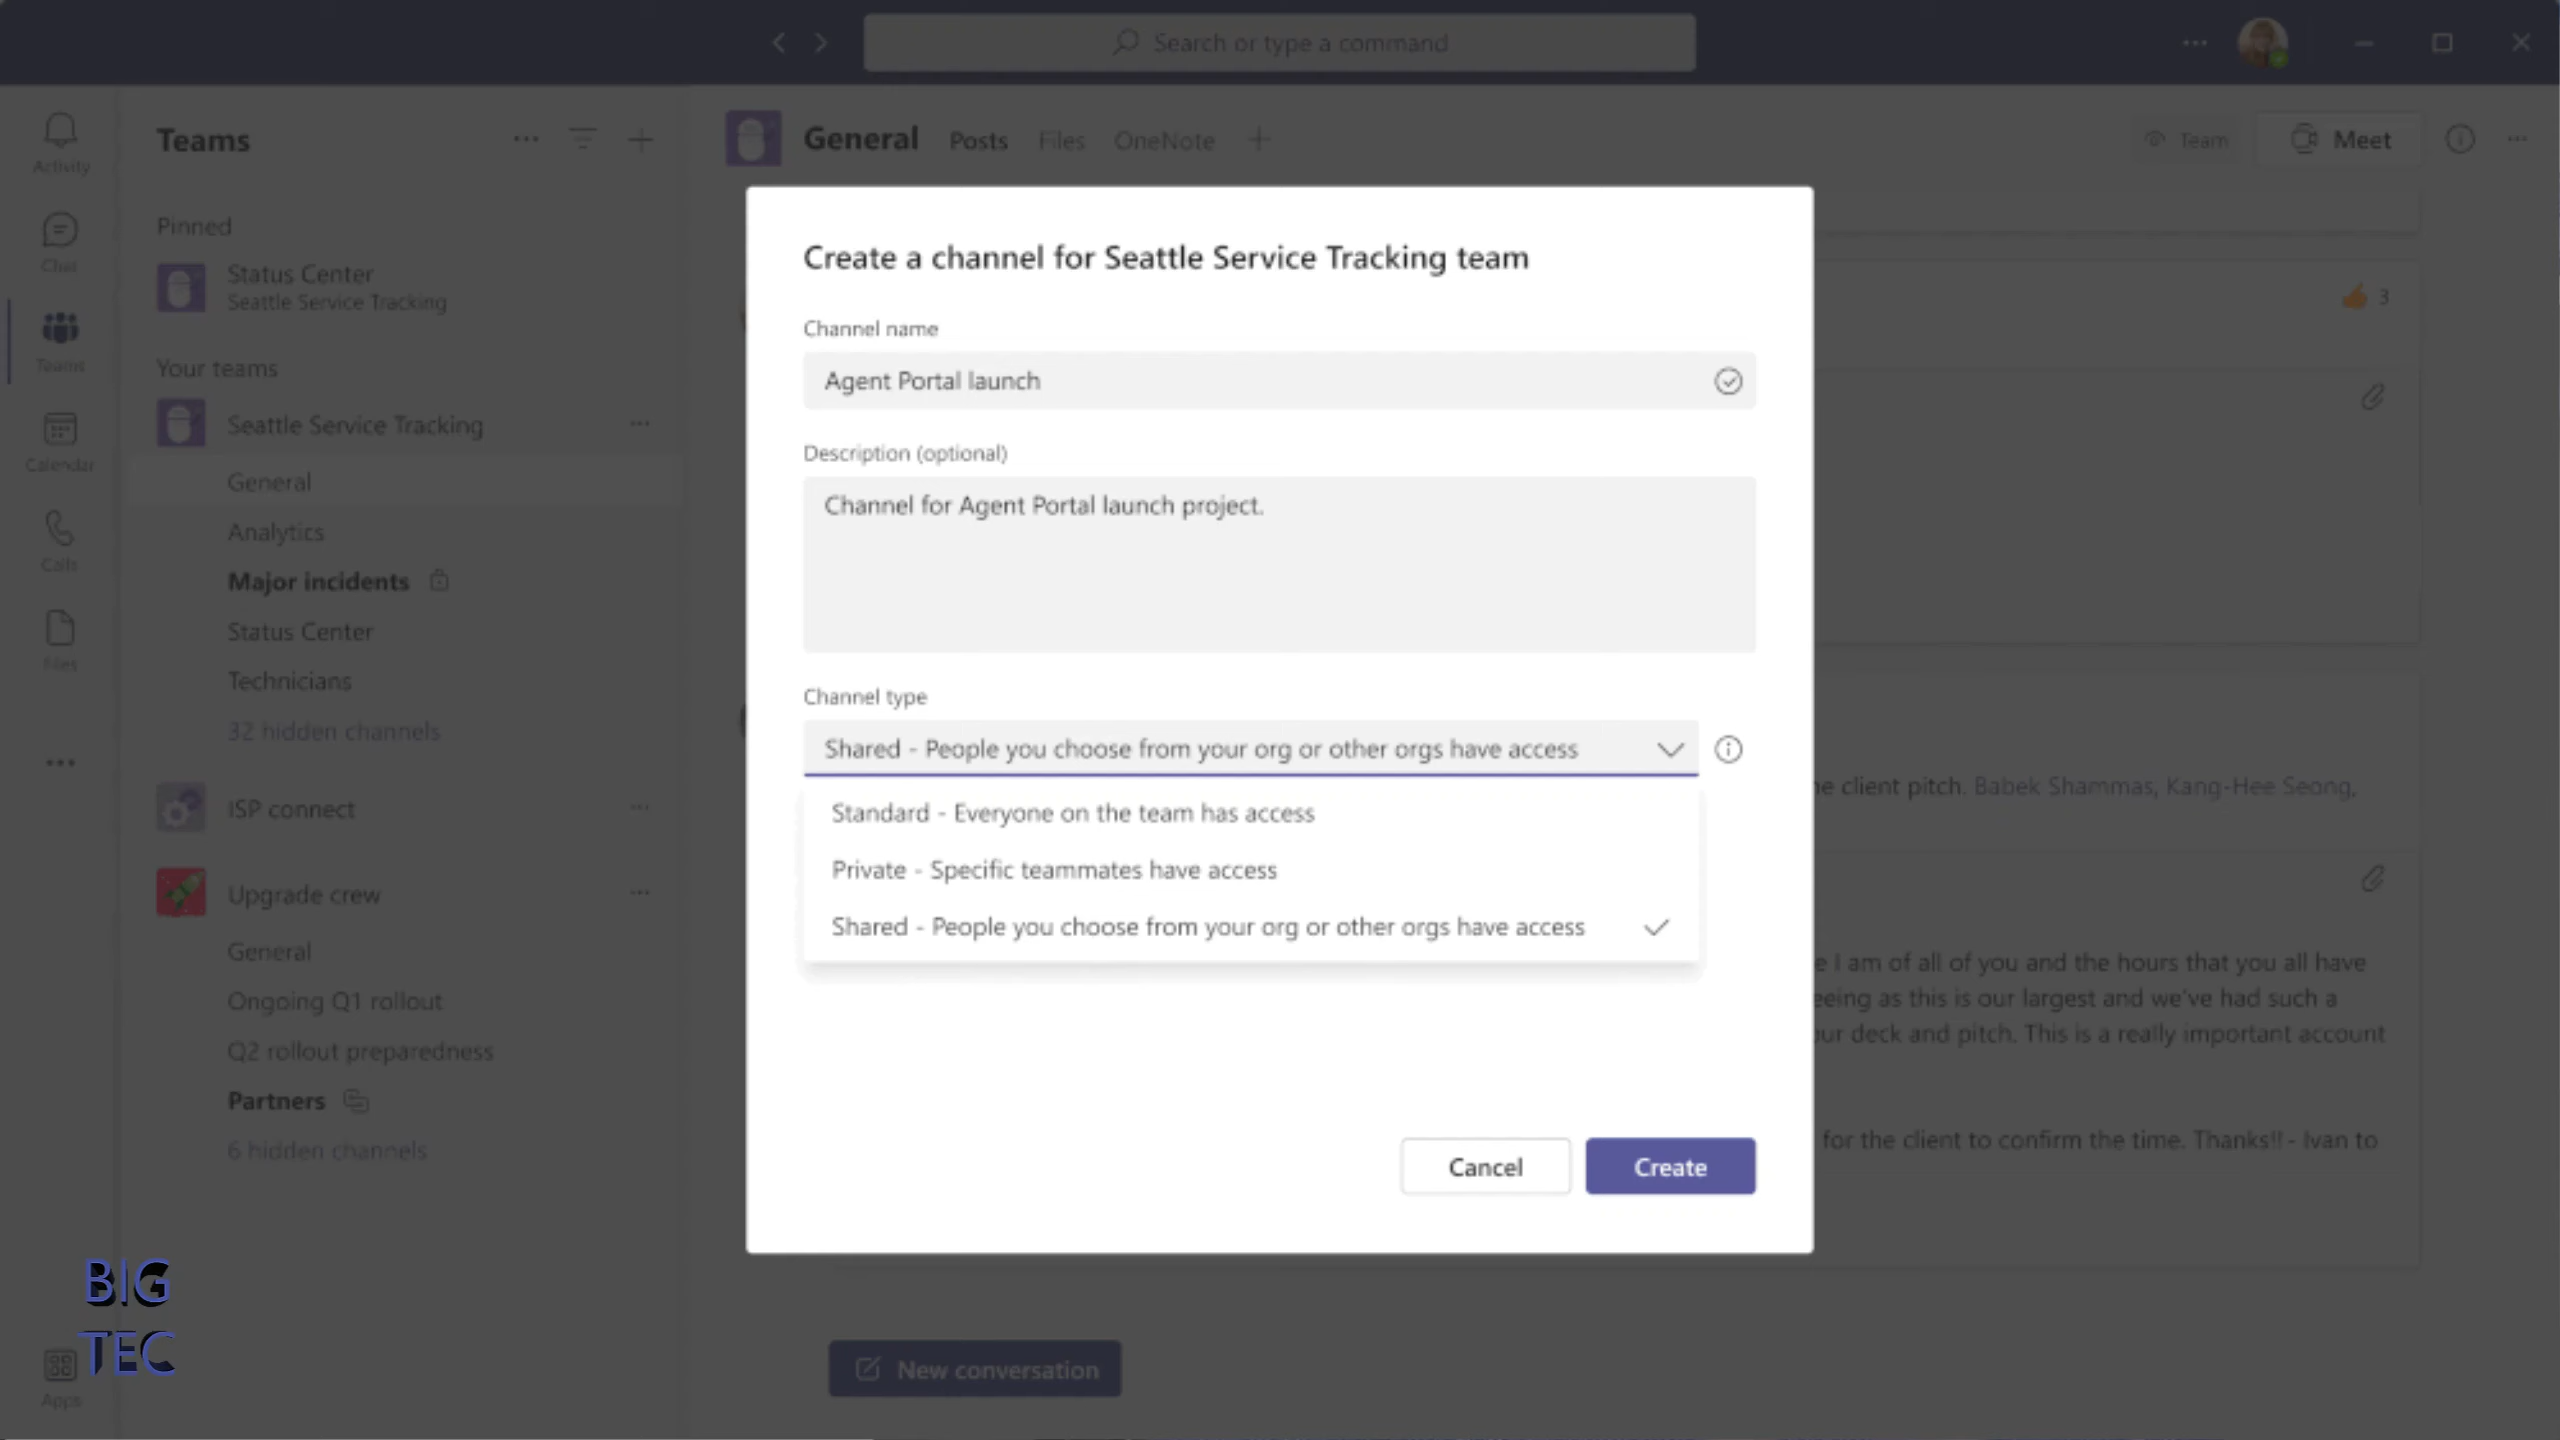 Search or type a command
Activity
Chat
Teams
Calendar
Calls
Files
Apps
Teams
Pinned
Status Center
Seattle Service Tracking
Your teams
Seattle Service Tracking
General
Analytics
Major incidents
Status Center
Technicians
32 hidden channels
ISP connect
Upgrade crew
General
Ongoing Q1 rollout
Q2 rollout preparedness
Partners
6 hidden channels
BIG
TEC
General Posts Files OneNote
Team Meet
3
Create a channel for Seattle Service Tracking team
Channel name
Agent Portal launch
Description (optional)
Channel for Agent Portal launch project.
Channel type
Shared - People you choose from your org or other orgs have access
Standard - Everyone on the team has access
Private - Specific teammates have access
Shared - People you choose from your org or other orgs have access
Cancel Create
client pitch. Babek Shammas, Kang-Hee Seong,
I am of all of you and the hours that you all have
as this is our largest and we've had such a
deck and pitch. This is a really important account
for the client to confirm the time. Thanks!! - Ivan to
New conversation